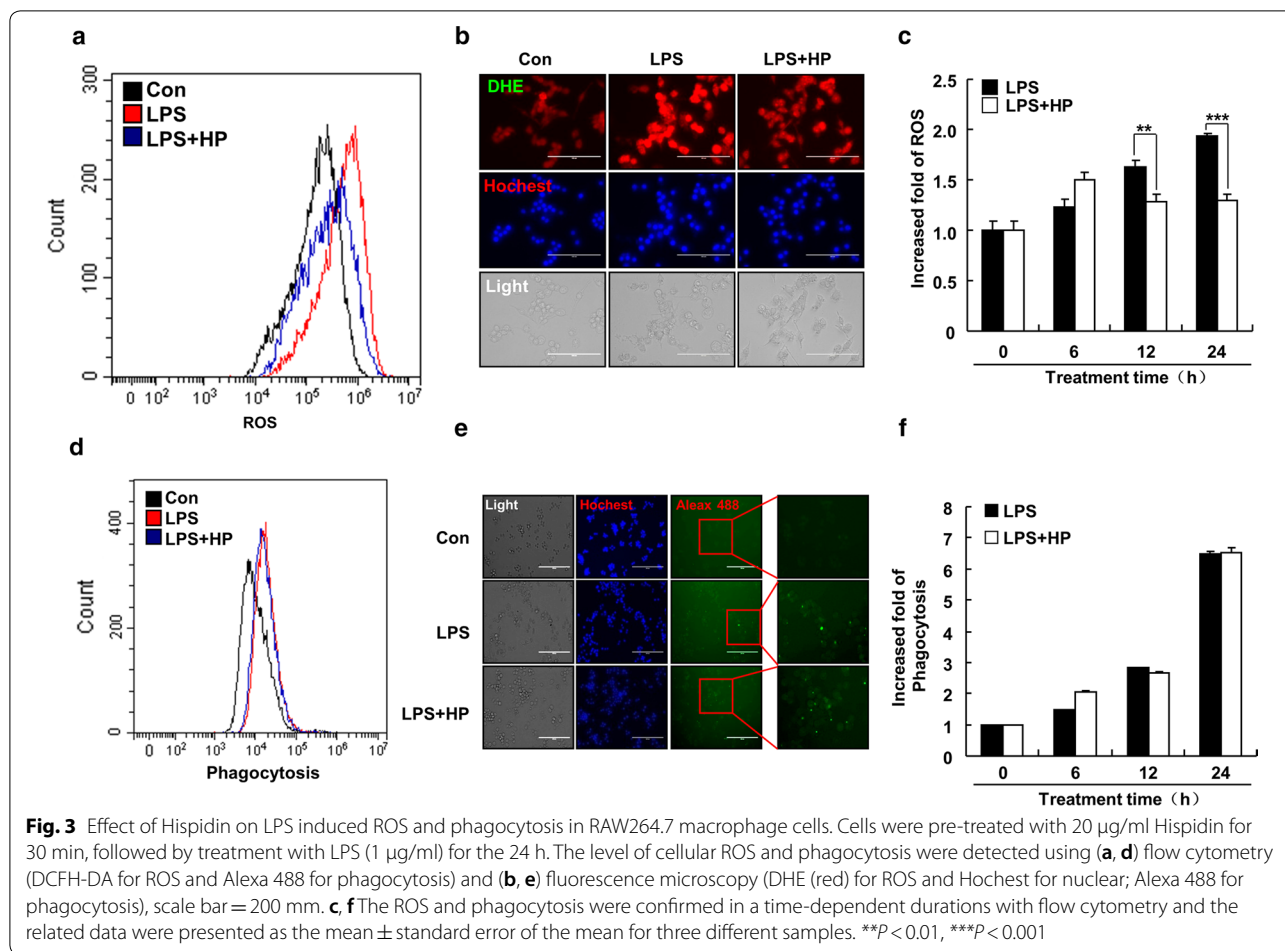 a
Con
LPS
LPS+HP
Count
300
200
100
0
0 10² 10³ 10⁴ 10⁵ 10⁶ 10⁷
ROS
b
Con LPS LPS+HP
DHE
Hochest
Light
c
LPS
LPS+HP
Increased fold of ROS
2.5
2.0
1.5
1.0
0.5
0
** ***
0 6 12 24
Treatment time（h）
d
Con
LPS
LPS+HP
Count
400
200
0
0 10² 10³ 10⁴ 10⁵ 10⁶ 10⁷
Phagocytosis
e
Light Hochest Aleax 488
Con
LPS
LPS+HP
f
LPS
LPS+HP
Increased fold of
Phagocytosis
8
7
6
5
4
3
2
1
0
0 6 12 24
Treatment time（h）
Fig. 3 Effect of Hispidin on LPS induced ROS and phagocytosis in RAW264.7 macrophage cells. Cells were pre-treated with 20 µg/ml Hispidin for
30 min, followed by treatment with LPS (1 µg/ml) for the 24 h. The level of cellular ROS and phagocytosis were detected using (a, d) flow cytometry
(DCFH-DA for ROS and Alexa 488 for phagocytosis) and (b, e) fluorescence microscopy (DHE (red) for ROS and Hochest for nuclear; Alexa 488 for
phagocytosis), scale bar = 200 mm. c, f The ROS and phagocytosis were confirmed in a time-dependent durations with flow cytometry and the
related data were presented as the mean ± standard error of the mean for three different samples. **P < 0.01, ***P < 0.001